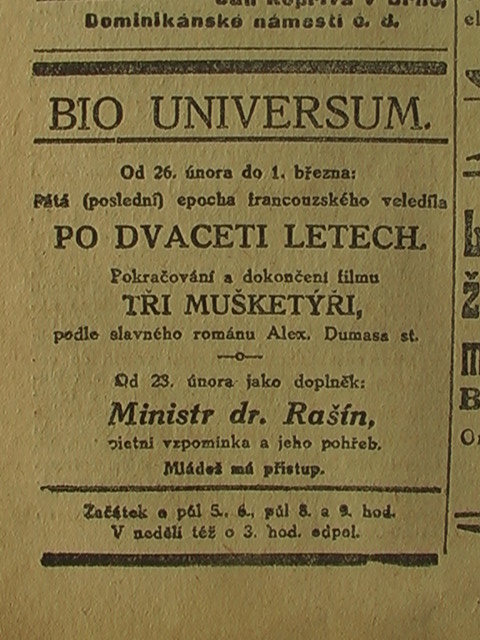 Jan Kopřiva v Brně,
Dominikánské náměstí č. d.
BIO UNIVERSUM.
Od 26. února do 1. března:
Pátá (poslední) epocha francouzského veledíla
PO DVACETI LETECH.
Pokračování a dokončení filmu
TŘI MUŠKETÝŘI,
podle slavného románu Alex. Dumasa st.
—o—
Od 23. února jako doplněk:
Ministr dr. Rašín,
pietní vzpomínka a jeho pohřeb.
Mládež má přístup.
Začátek o půl 5., 6., půl 8. a 9. hod.
V neděli též o 3. hod. odpol.